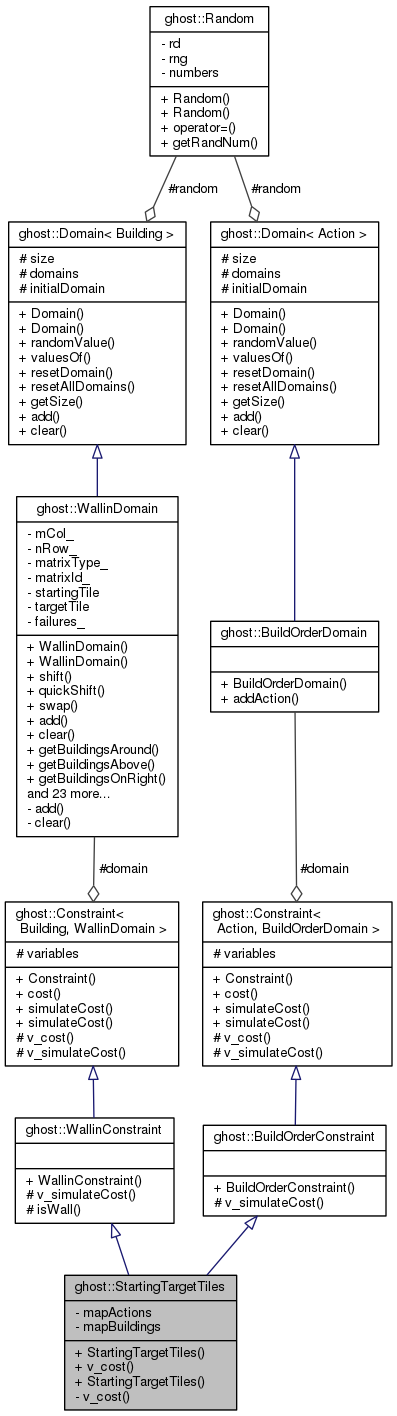 ghost::Random
- rd
- rng
- numbers
+ Random()
+ Random()
+ operator=()
+ getRandNum()
#random
#random
ghost::Domain< Building >
# size
# domains
# initialDomain
+ Domain()
+ Domain()
+ randomValue()
+ valuesOf()
+ resetDomain()
+ resetAllDomains()
+ getSize()
+ add()
+ clear()
ghost::Domain< Action >
# size
# domains
# initialDomain
+ Domain()
+ Domain()
+ randomValue()
+ valuesOf()
+ resetDomain()
+ resetAllDomains()
+ getSize()
+ add()
+ clear()
ghost::WallinDomain
- mCol_
- nRow_
- matrixType_
- matrixId_
- startingTile
- targetTile
- failures_
+ WallinDomain()
+ WallinDomain()
+ shift()
+ quickShift()
+ swap()
+ add()
+ clear()
+ getBuildingsAround()
+ getBuildingsAbove()
+ getBuildingsOnRight()
and 23 more...
- add()
- clear()
ghost::BuildOrderDomain
+ BuildOrderDomain()
+ addAction()
#domain
#domain
ghost::Constraint<
Building, WallinDomain >
# variables
+ Constraint()
+ cost()
+ simulateCost()
+ simulateCost()
# v_cost()
# v_simulateCost()
ghost::Constraint<
Action, BuildOrderDomain >
# variables
+ Constraint()
+ cost()
+ simulateCost()
+ simulateCost()
# v_cost()
# v_simulateCost()
ghost::WallinConstraint
+ WallinConstraint()
# v_simulateCost()
# isWall()
ghost::BuildOrderConstraint
+ BuildOrderConstraint()
# v_simulateCost()
ghost::StartingTargetTiles
- mapActions
- mapBuildings
+ StartingTargetTiles()
+ v_cost()
+ StartingTargetTiles()
- v_cost()